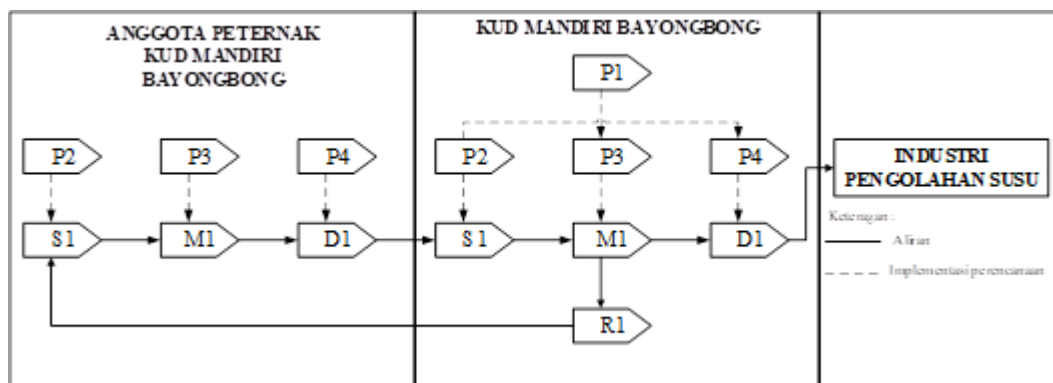 ANGGOTA PETERNAK
KUD MANDIRI
BAYONGBONG
P2
P3
P4
S1
M1
D1
KUD MANDIRI BAYONGBONG
P1
P2
P3
P4
S1
M1
D1
R1
INDUSTRI
PENGOLAHAN SUSU
Keteragan :
Aliran
Implementasi perencanaan